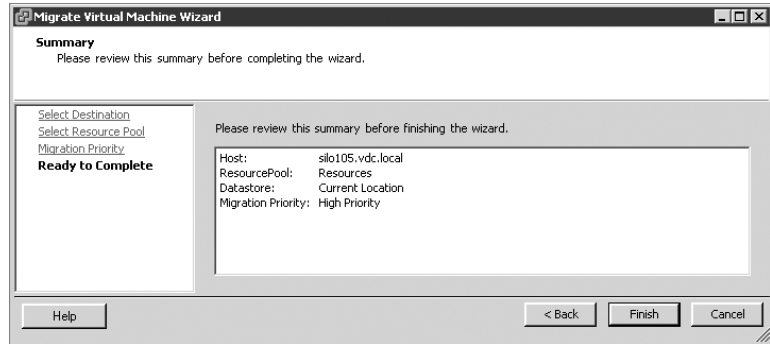 Migrate Virtual Machine Wizard
Summary
Please review this summary before completing the wizard.
Select Destination
Select Resource Pool
Migration Priority
Ready to Complete
Please review this summary before finishing the wizard.
Host: silo105.vdc.local
ResourcePool: Resources
Datastore: Current Location
Migration Priority: High Priority
Help
< Back
Finish
Cancel